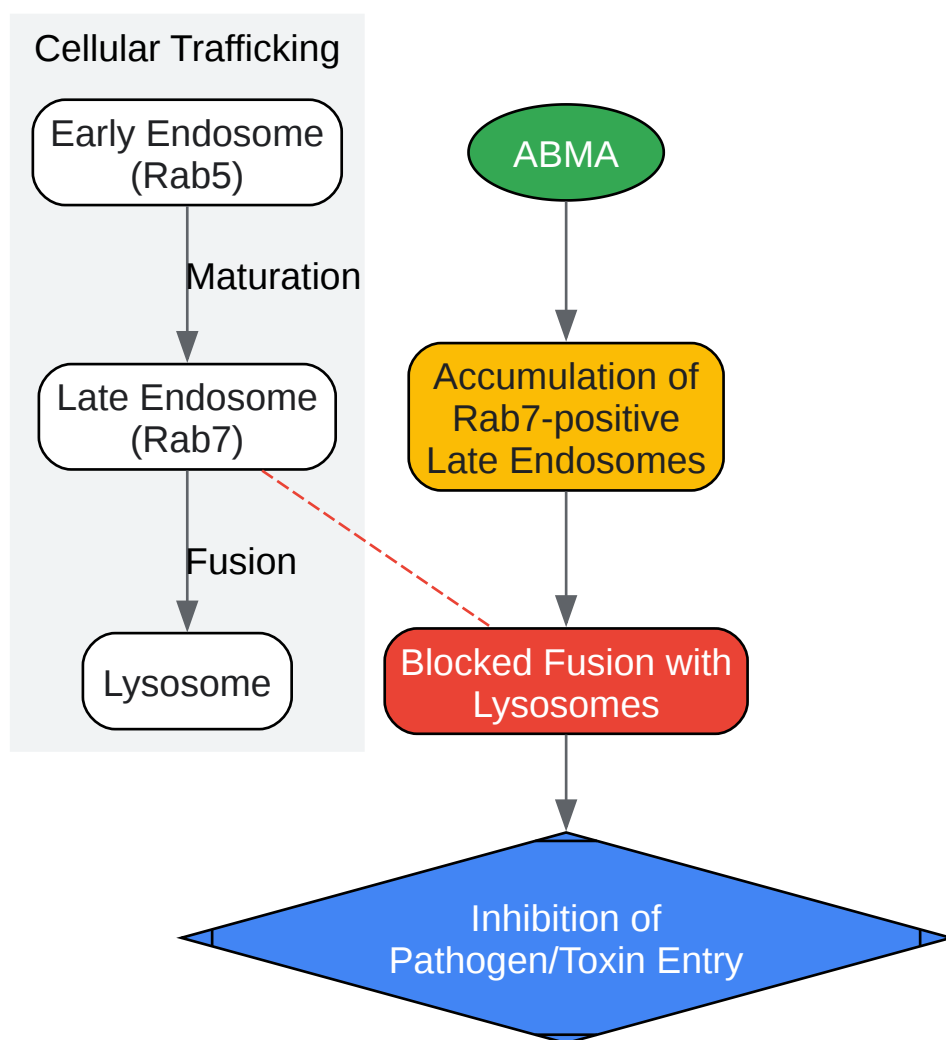 Cellular Trafficking
Early Endosome
(Rab5)
Maturation
Late Endosome
(Rab7)
Fusion
Lysosome
ABMA
Accumulation of
Rab7-positive
Late Endosomes
Blocked Fusion with
Lysosomes
Inhibition of
Pathogen/Toxin Entry